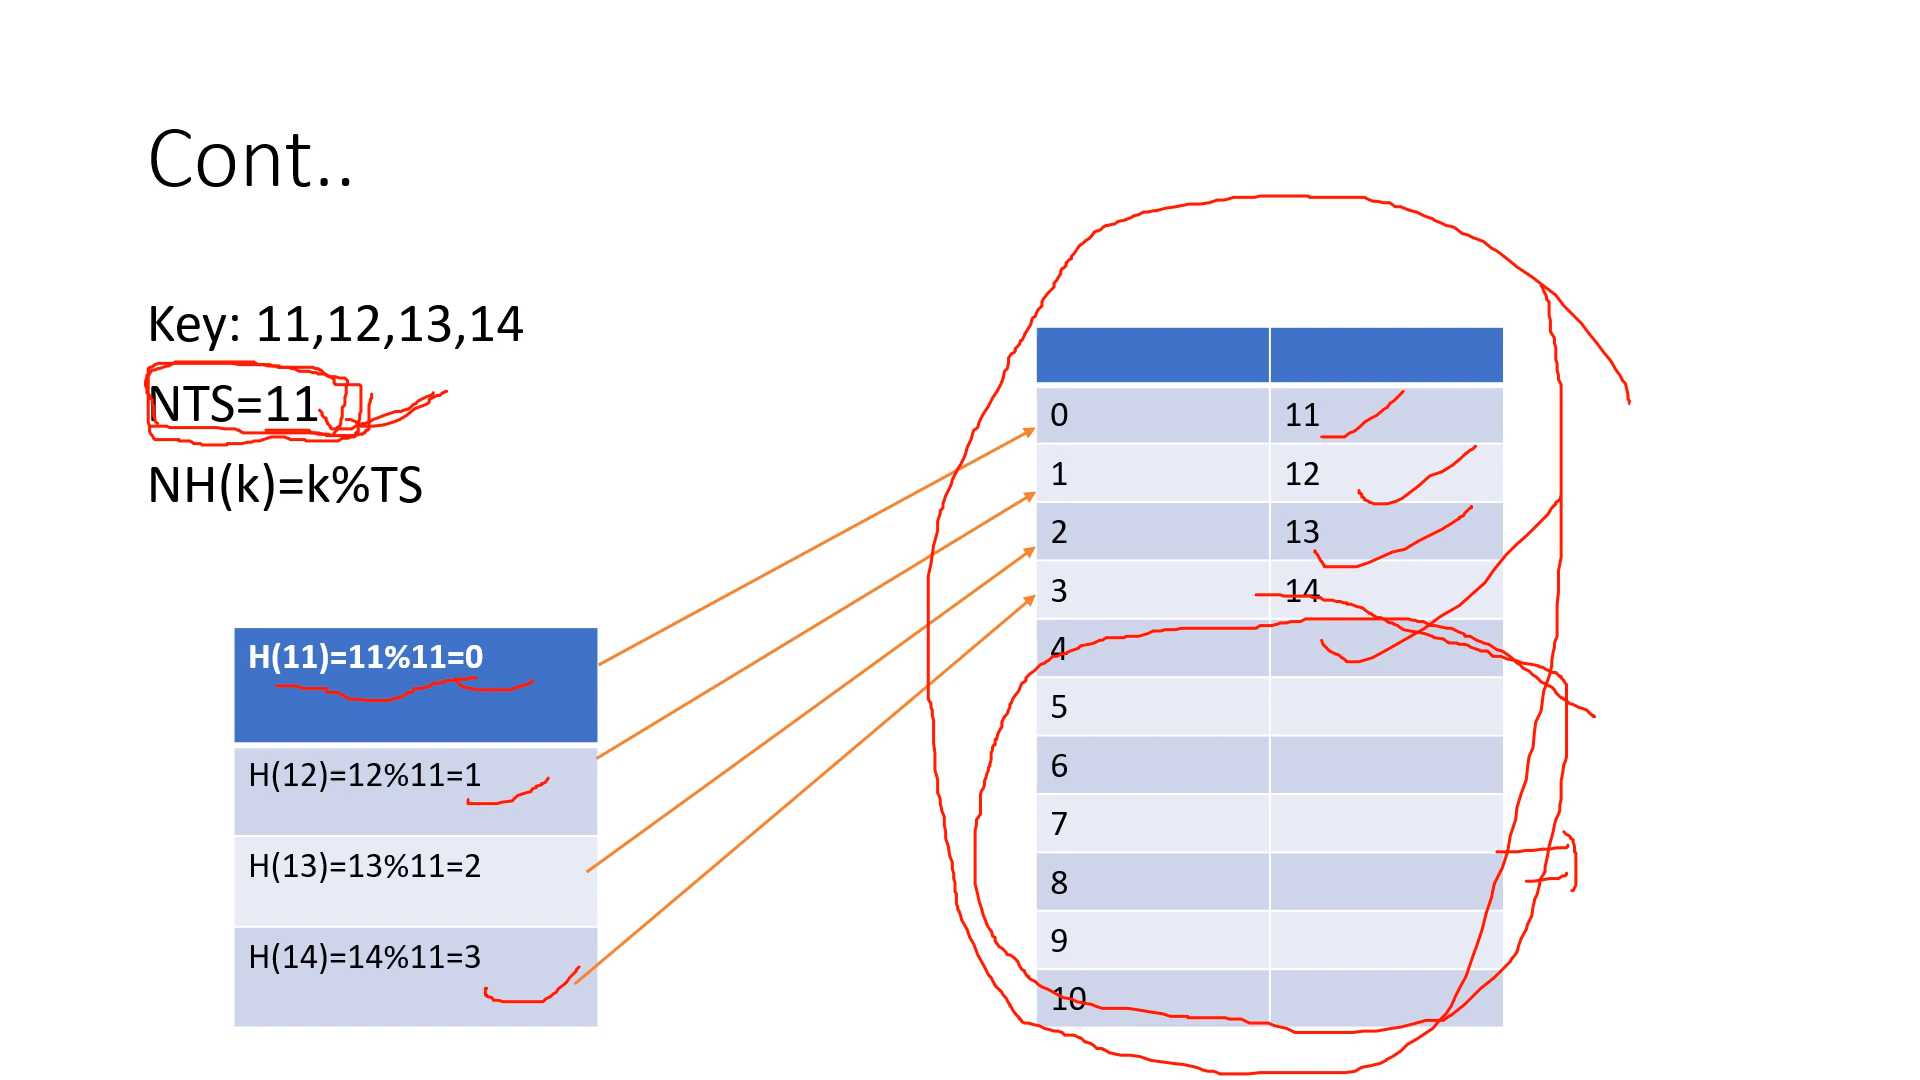 Cont..
Key: 11,12,13,14
NTS=11
NH(k)=k%TS
H(11)=11%11=0
H(12)=12%11=1
H(13)=13%11=2
H(14)=14%11=3
0 11
1 12
2 13
3 14
4
5
6
7
8
9
10